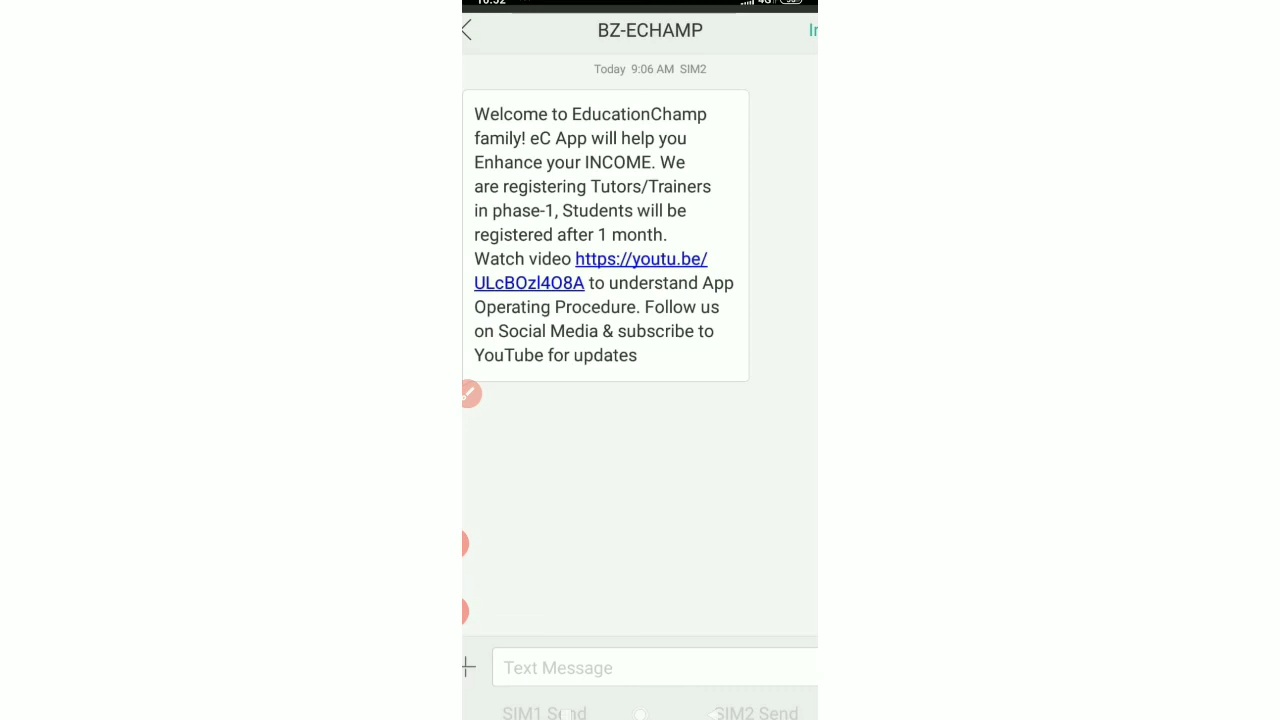 BZ-ECHAMP
Today 9:06 AM SIM2
Welcome to EducationChamp
family! eC App will help you
Enhance your INCOME. We
are registering Tutors/Trainers
in phase-1, Students will be
registered after 1 month.
Watch video https://youtu.be/
ULcBOzl4O8A to understand App
Operating Procedure. Follow us
on Social Media & subscribe to
YouTube for updates
Text Message
SIM1 Send SIM2 Send